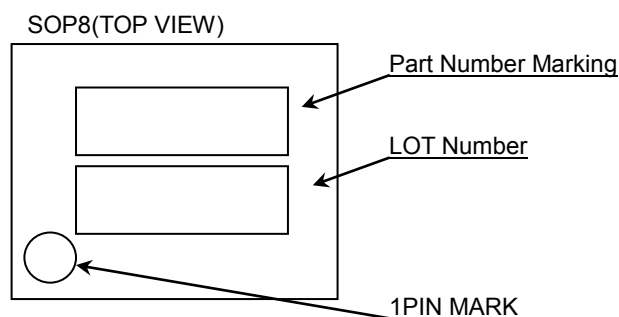 SOP8(TOP VIEW)
Part Number Marking
LOT Number
1PIN MARK